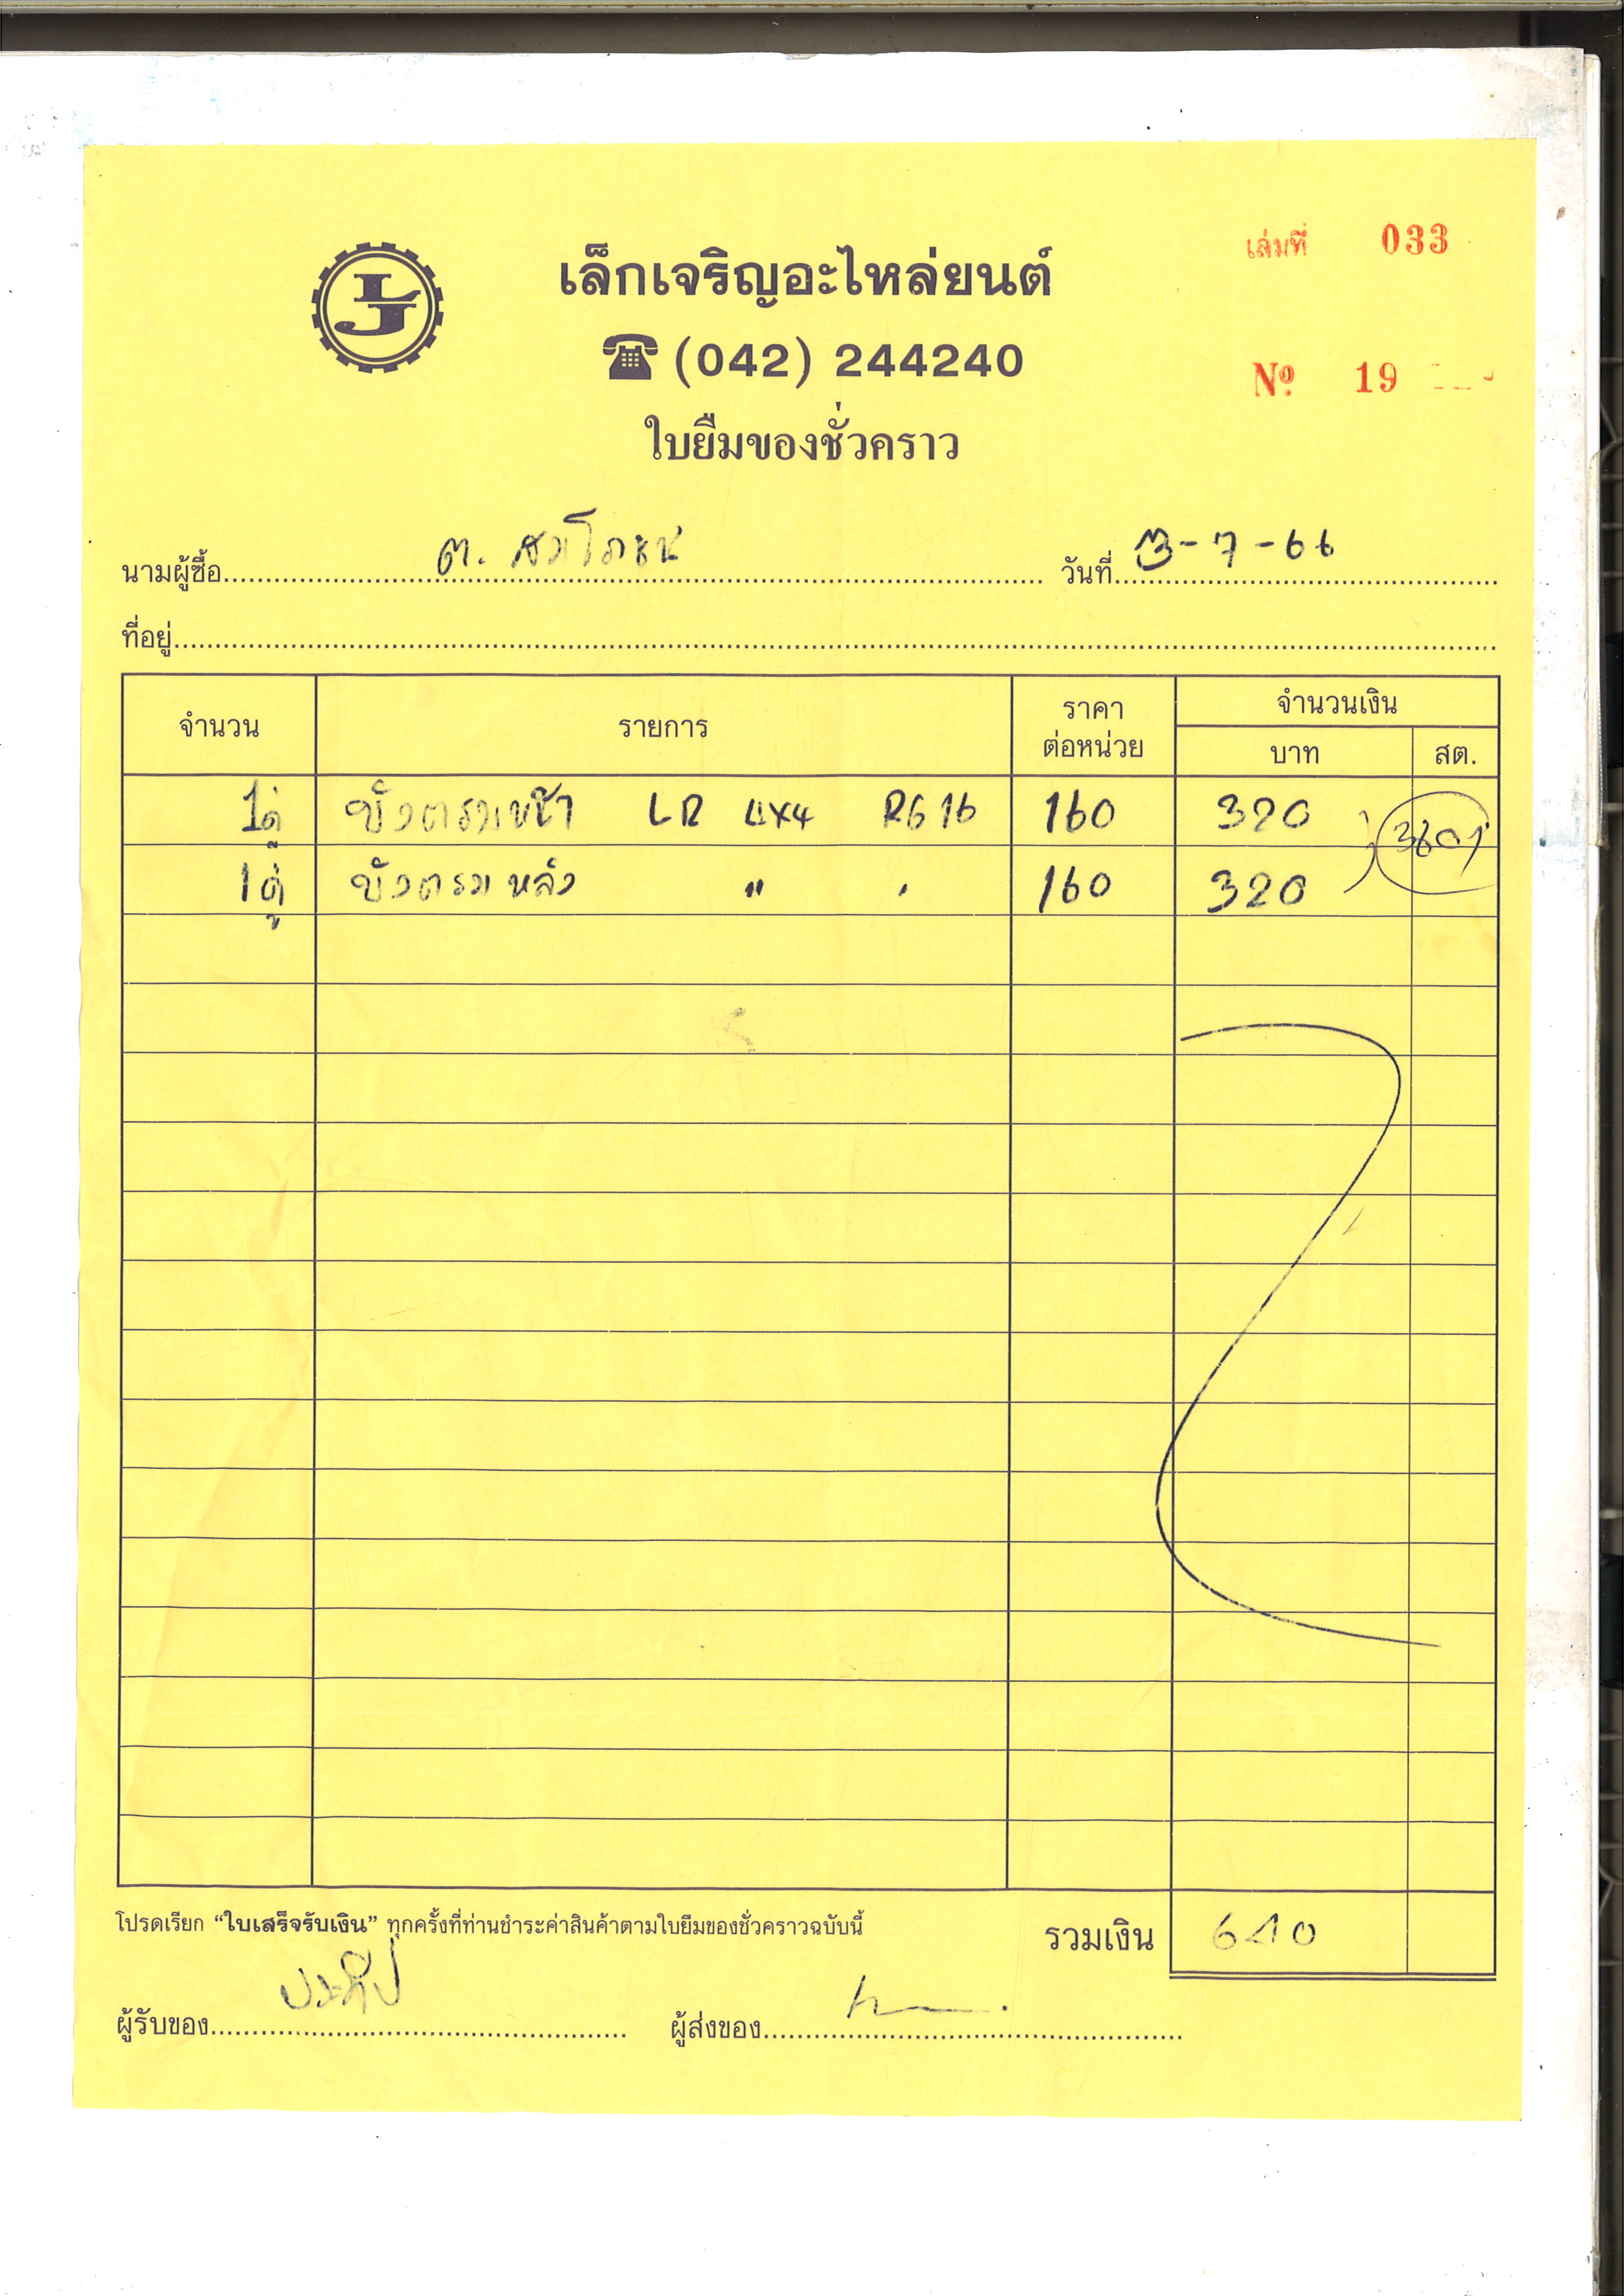 เล่มที่ 033
เล็กเจริญอะไหล่ยนต์
(042) 244240
Nº. 19
ใบยืมของชั่วคราว
นามผู้ซื้อ ต. สมโภชน์ วันที่ 3-7-66
ที่อยู่
จำนวน รายการ ราคาต่อหน่วย จำนวนเงิน
บาท สต.
1คู่ บังตรมหน้า LR 4x4 R616 160 320
1คู่ บังตรม หลัง " " 160 320
โปรดเรียก “ใบเสร็จรับเงิน” ทุกครั้งที่ท่านชำระค่าสินค้าตามใบยืมของชั่วคราวฉบับนี้ รวมเงิน 640
ผู้รับของ ประทีป ผู้ส่งของ